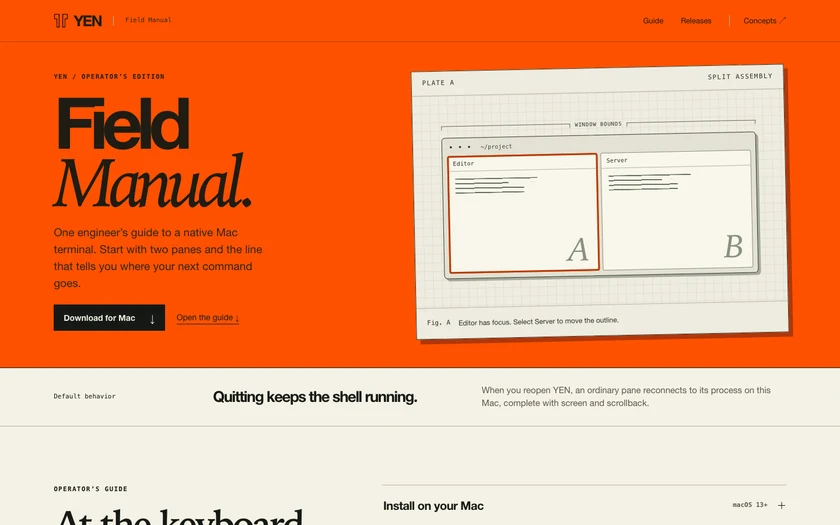 YEN
Field Manual
Guide
Releases
Concepts ↗
YEN / OPERATOR'S EDITION
Field
Manual.
One engineer's guide to a native Mac
terminal. Start with two panes and the line
that tells you where your next command
goes.
Download for Mac ↓
Open the guide ↓
PLATE A
SPLIT ASSEMBLY
WINDOW BOUNDS
~/project
Editor
Server
A
B
Fig. A
Editor has focus. Select Server to move the outline.
Default behavior
Quitting keeps the shell running.
When you reopen YEN, an ordinary pane reconnects to its process on this
Mac, complete with screen and scrollback.
OPERATOR'S GUIDE
At the keyboard
Install on your Mac
macOS 13+ +